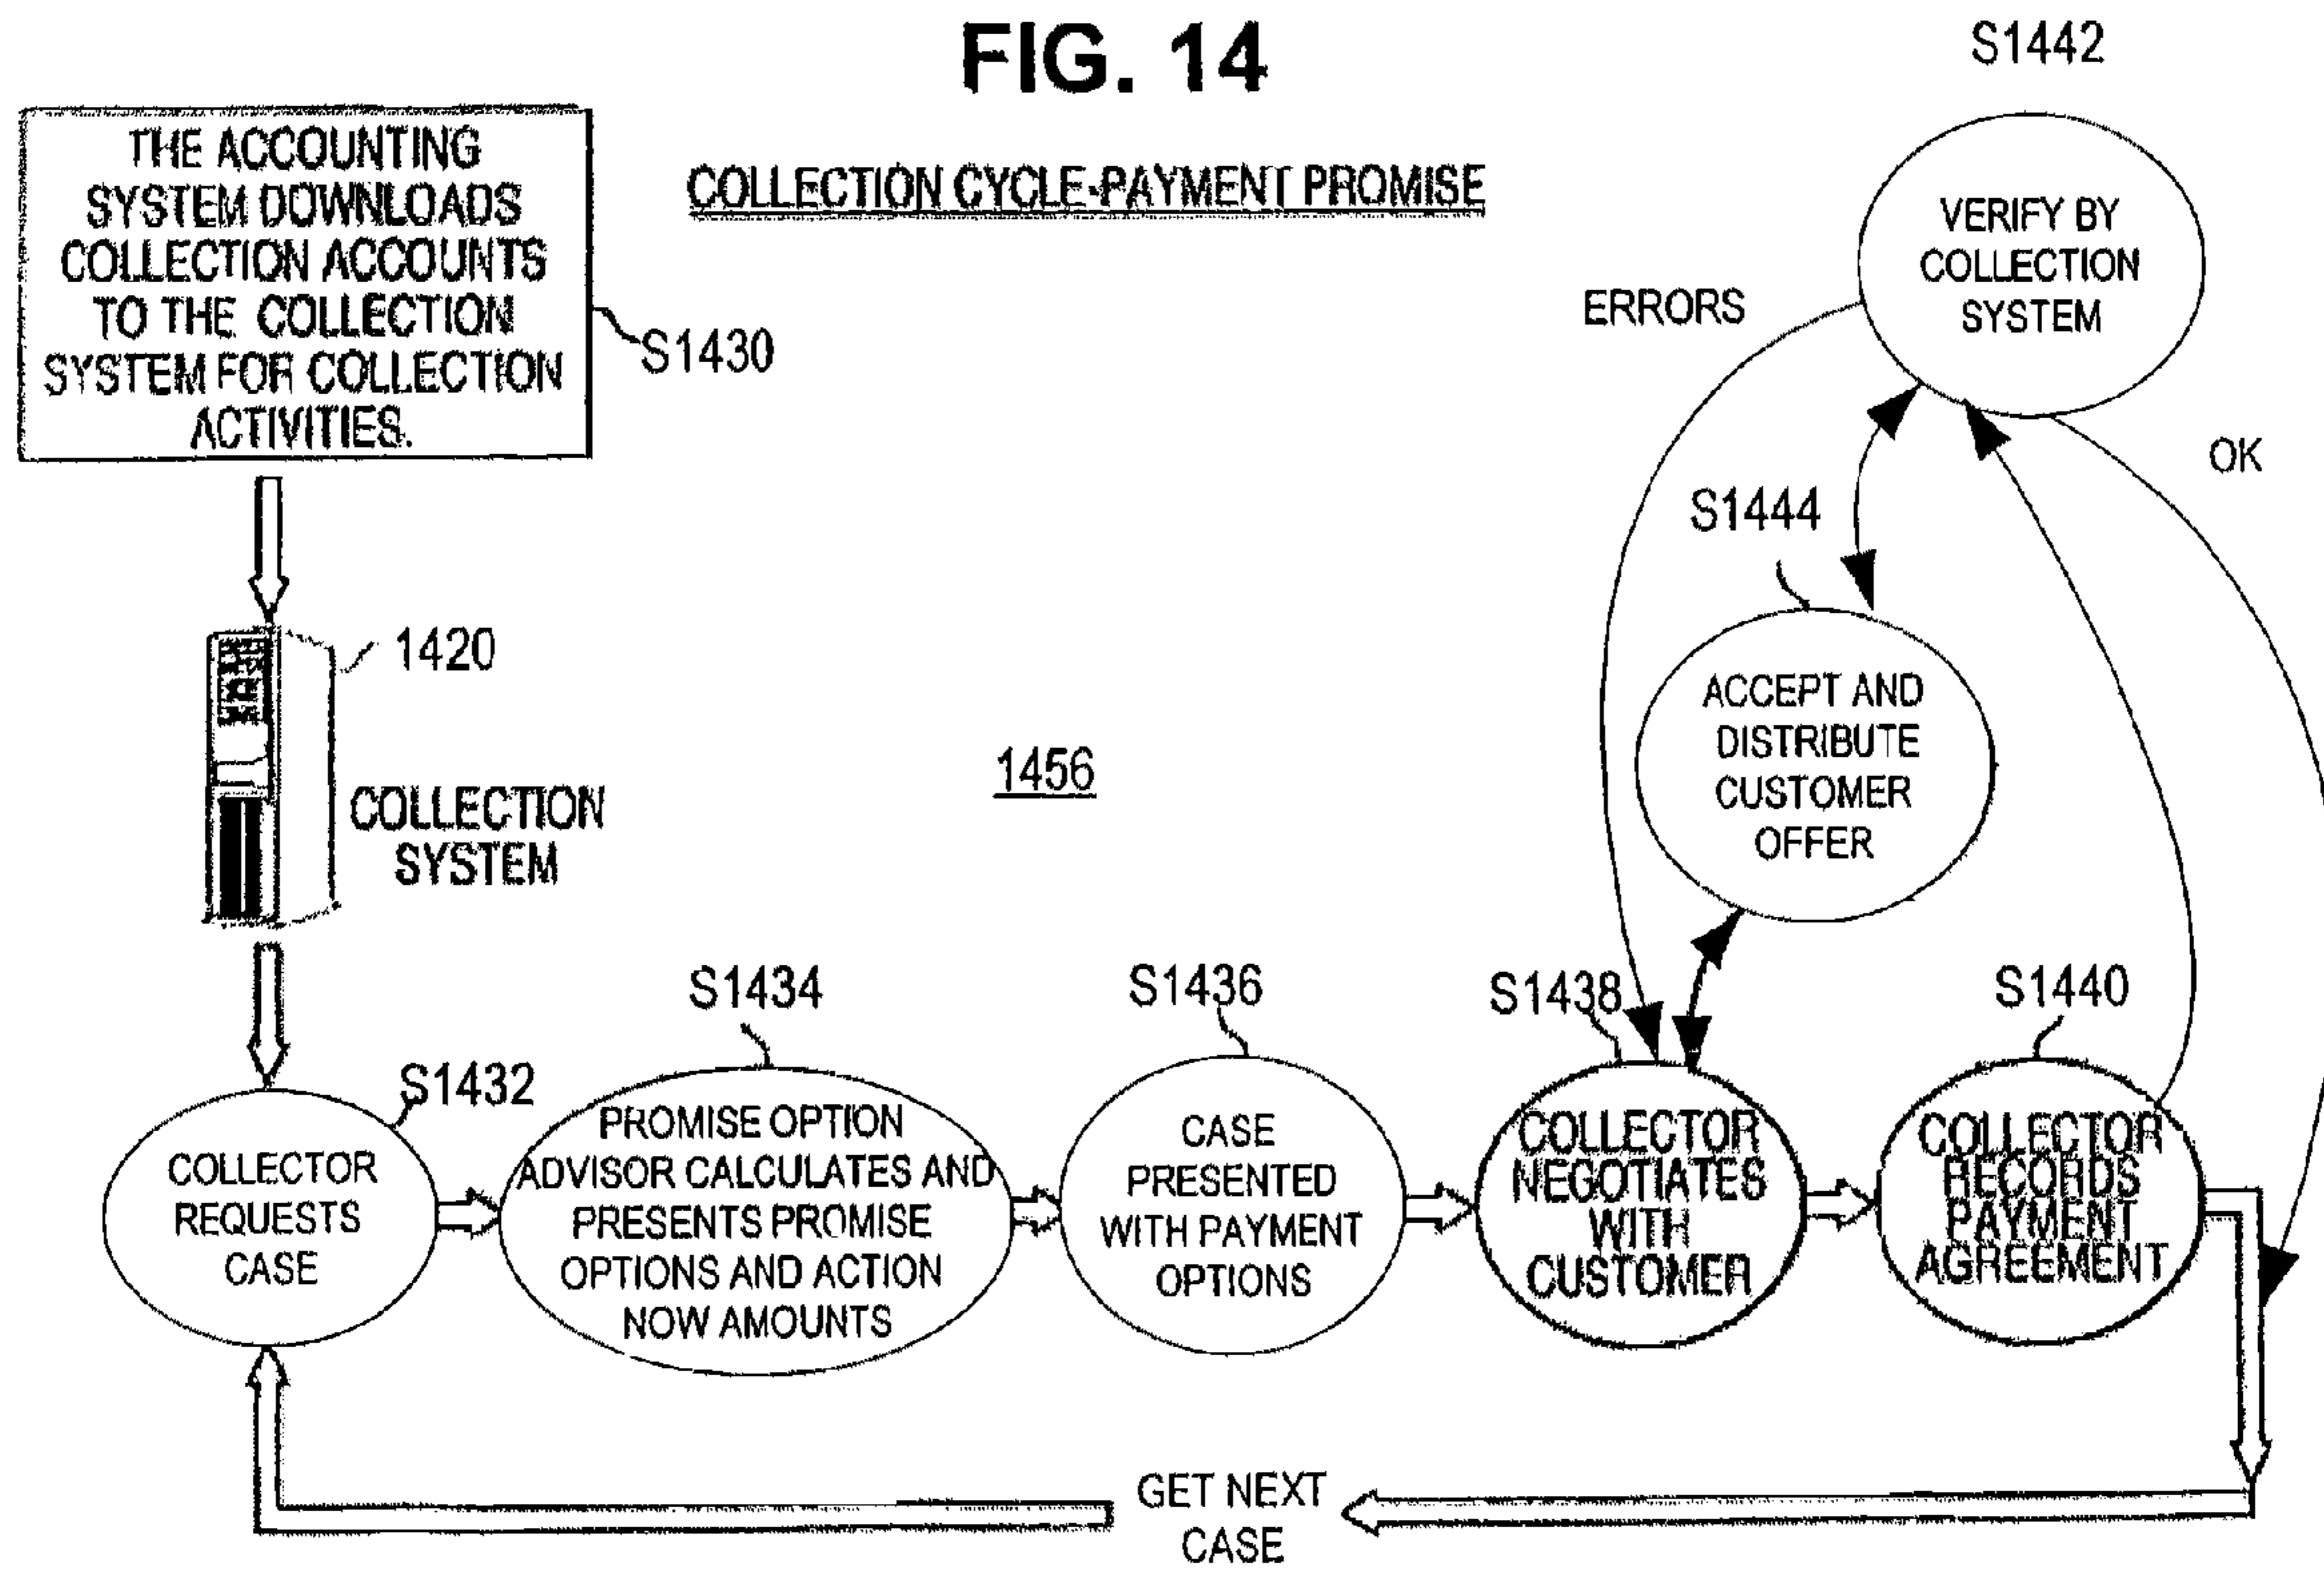 FIG. 14
COLLECTION CYCLE-PAYMENT PROMISE
THE ACCOUNTING
SYSTEM DOWNLOADS
COLLECTION ACCOUNTS
TO THE COLLECTION
SYSTEM FOR COLLECTION
ACTIVITIES.
S1430
1420
COLLECTION
SYSTEM
1456
S1442
VERIFY BY
COLLECTION
SYSTEM
ERRORS
OK
S1444
ACCEPT AND
DISTRIBUTE
CUSTOMER
OFFER
S1432
COLLECTOR
REQUESTS
CASE
S1434
PROMISE OPTION
ADVISOR CALCULATES AND
PRESENTS PROMISE
OPTIONS AND ACTION
NOW AMOUNTS
S1436
CASE
PRESENTED
WITH PAYMENT
OPTIONS
S1438
COLLECTOR
NEGOTIATES
WITH
CUSTOMER
S1440
COLLECTOR
RECORDS
PAYMENT
AGREEMENT
GET NEXT
CASE